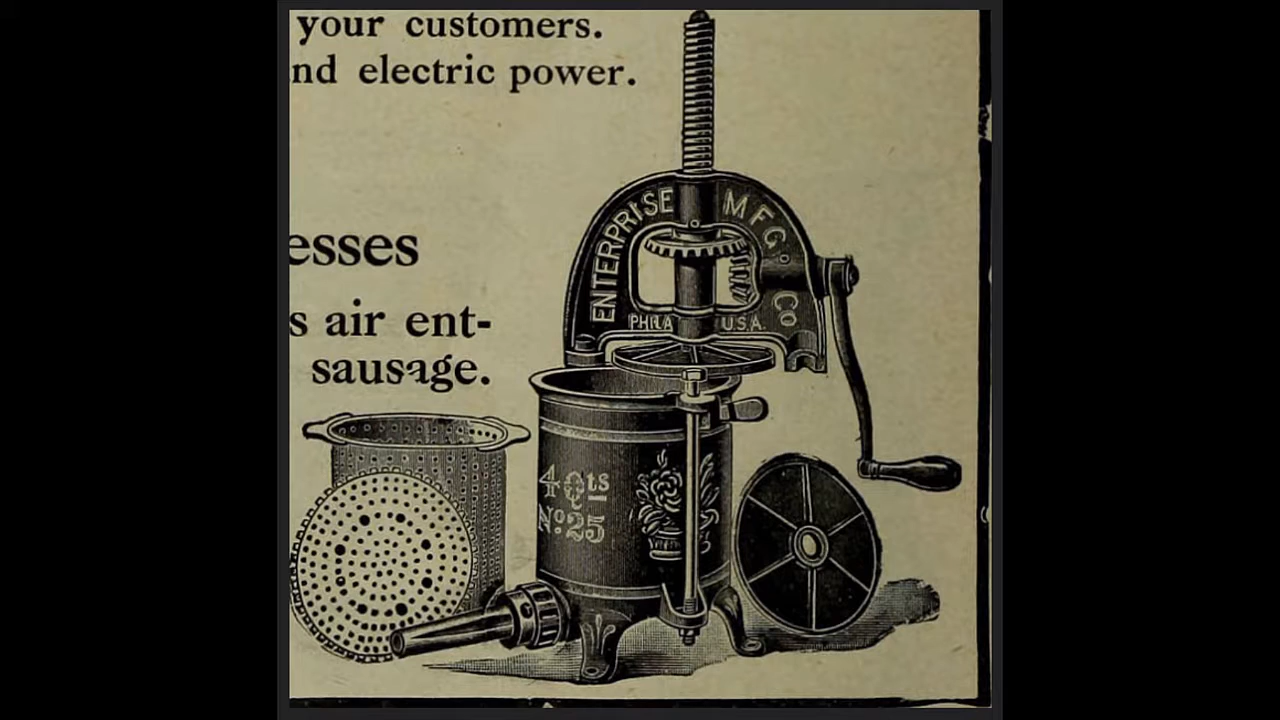 your customers.
nd electric power.
esses
s air ent-
sausage.
ENTERPRISE MFG. CO
PHILA U.S.A.
4 Qts
No. 25